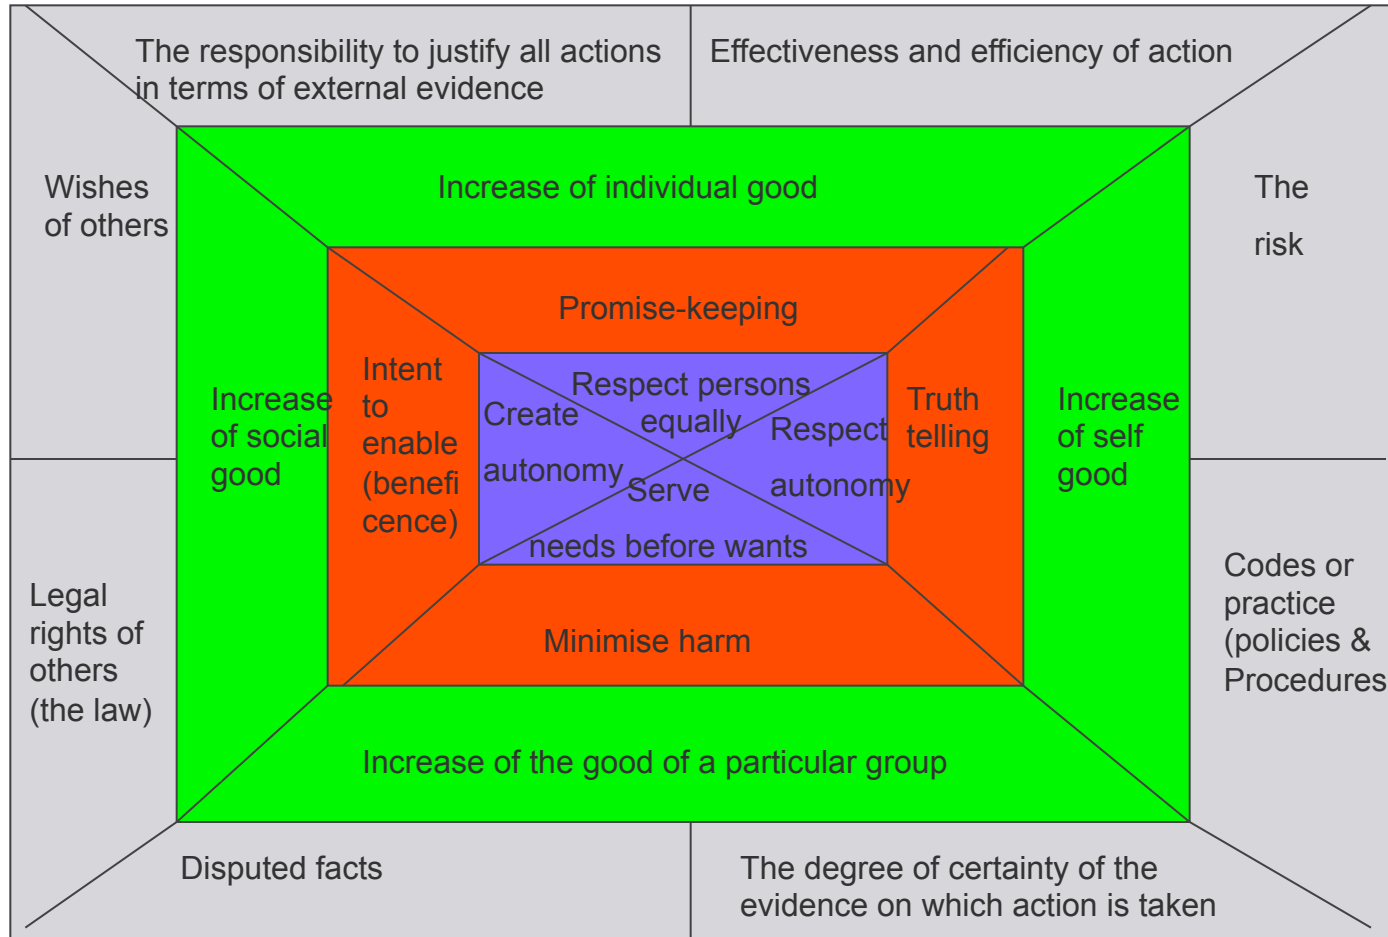 The responsibility to justify all actions
in terms of external evidence
Effectiveness and efficiency of action
Wishes
of others
Increase of individual good
The
risk
Promise-keeping
Increase
of social
good
Intent
to
enable
(benefi
cence)
Create
autonomy
Respect persons
equally
Respect
autonomy
Serve
needs before wants
Truth
telling
Increase
of self
good
Legal
rights of
others
(the law)
Minimise harm
Codes or
practice
(policies &
Procedures
Increase of the good of a particular group
Disputed facts
The degree of certainty of the
evidence on which action is taken